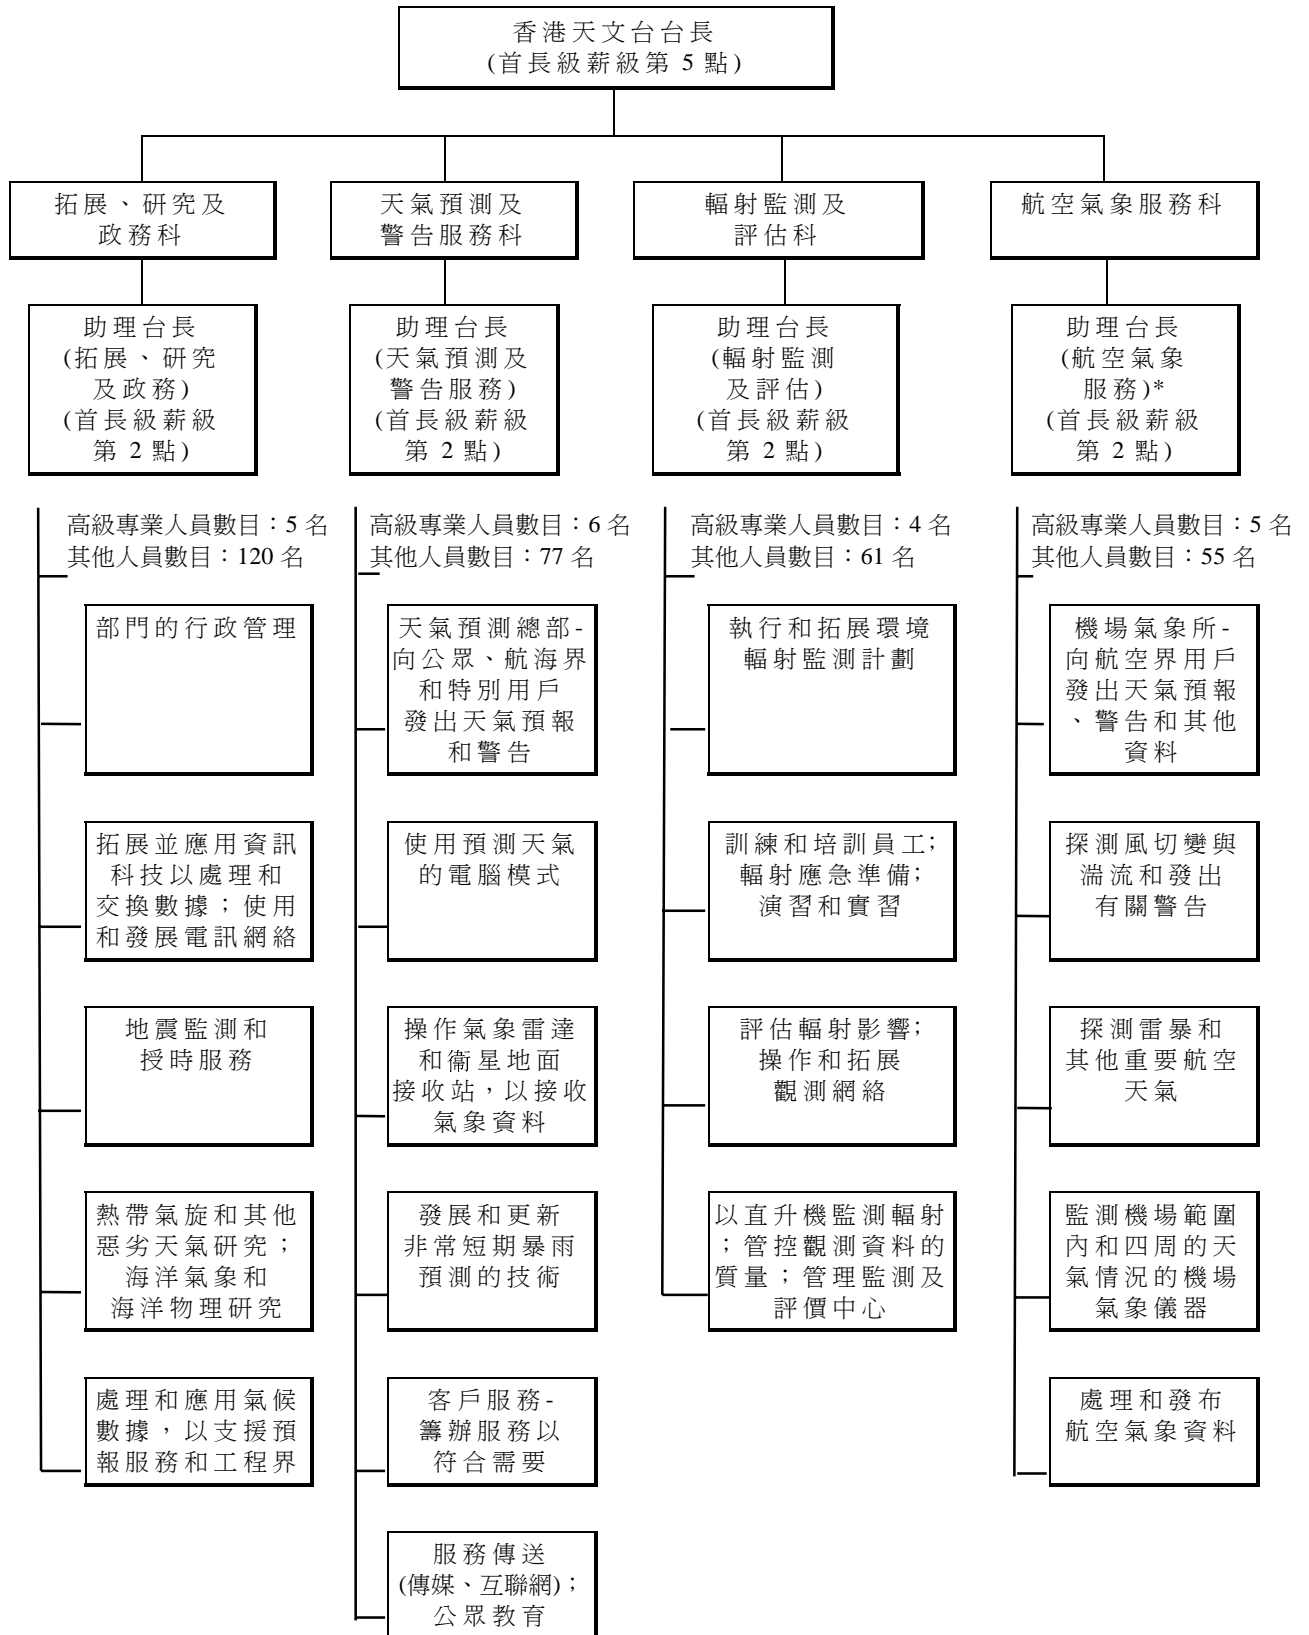 香港天文台台長
(首長級薪級第 5 點)
拓展、研究及
政務科
天氣預測及
警告服務科
輻射監測及
評估科
航空氣象服務科
助理台長
(拓展、研究
及政務)
(首長級薪級
第 2 點)
助理台長
(天氣預測及
警告服務)
(首長級薪級
第 2 點)
助理台長
(輻射監測
及評估)
(首長級薪級
第 2 點)
助理台長
(航空氣象
服務)*
(首長級薪級
第 2 點)
高級專業人員數目：5 名
其他人員數目：120 名
部門的行政管理
拓展並應用資訊
科技以處理和
交換數據；使用
和發展電訊網絡
地震監測和
授時服務
熱帶氣旋和其他
惡劣天氣研究；
海洋氣象和
海洋物理研究
處理和應用氣候
數據，以支援預
報服務和工程界
高級專業人員數目：6 名
其他人員數目：77 名
天氣預測總部-
向公眾、航海界
和特別用戶
發出天氣預報
和警告
使用預測天氣
的電腦模式
操作氣象雷達
和衞星地面
接收站，以接收
氣象資料
發展和更新
非常短期暴雨
預測的技術
客戶服務-
籌辦服務以
符合需要
服務傳送
(傳媒、互聯網)；
公眾教育
高級專業人員數目：4 名
其他人員數目：61 名
執行和拓展環境
輻射監測計劃
訓練和培訓員工；
輻射應急準備；
演習和實習
評估輻射影響；
操作和拓展
觀測網絡
以直升機監測輻射
；管控觀測資料的
質量；管理監測及
評價中心
高級專業人員數目：5 名
其他人員數目：55 名
機場氣象所-
向航空界用戶
發出天氣預報
、警告和其他
資料
探測風切變與
湍流和發出
有關警告
探測雷暴和
其他重要航空
天氣
監測機場範圍
內和四周的天
氣情況的機場
氣象儀器
處理和發布
航空氣象資料